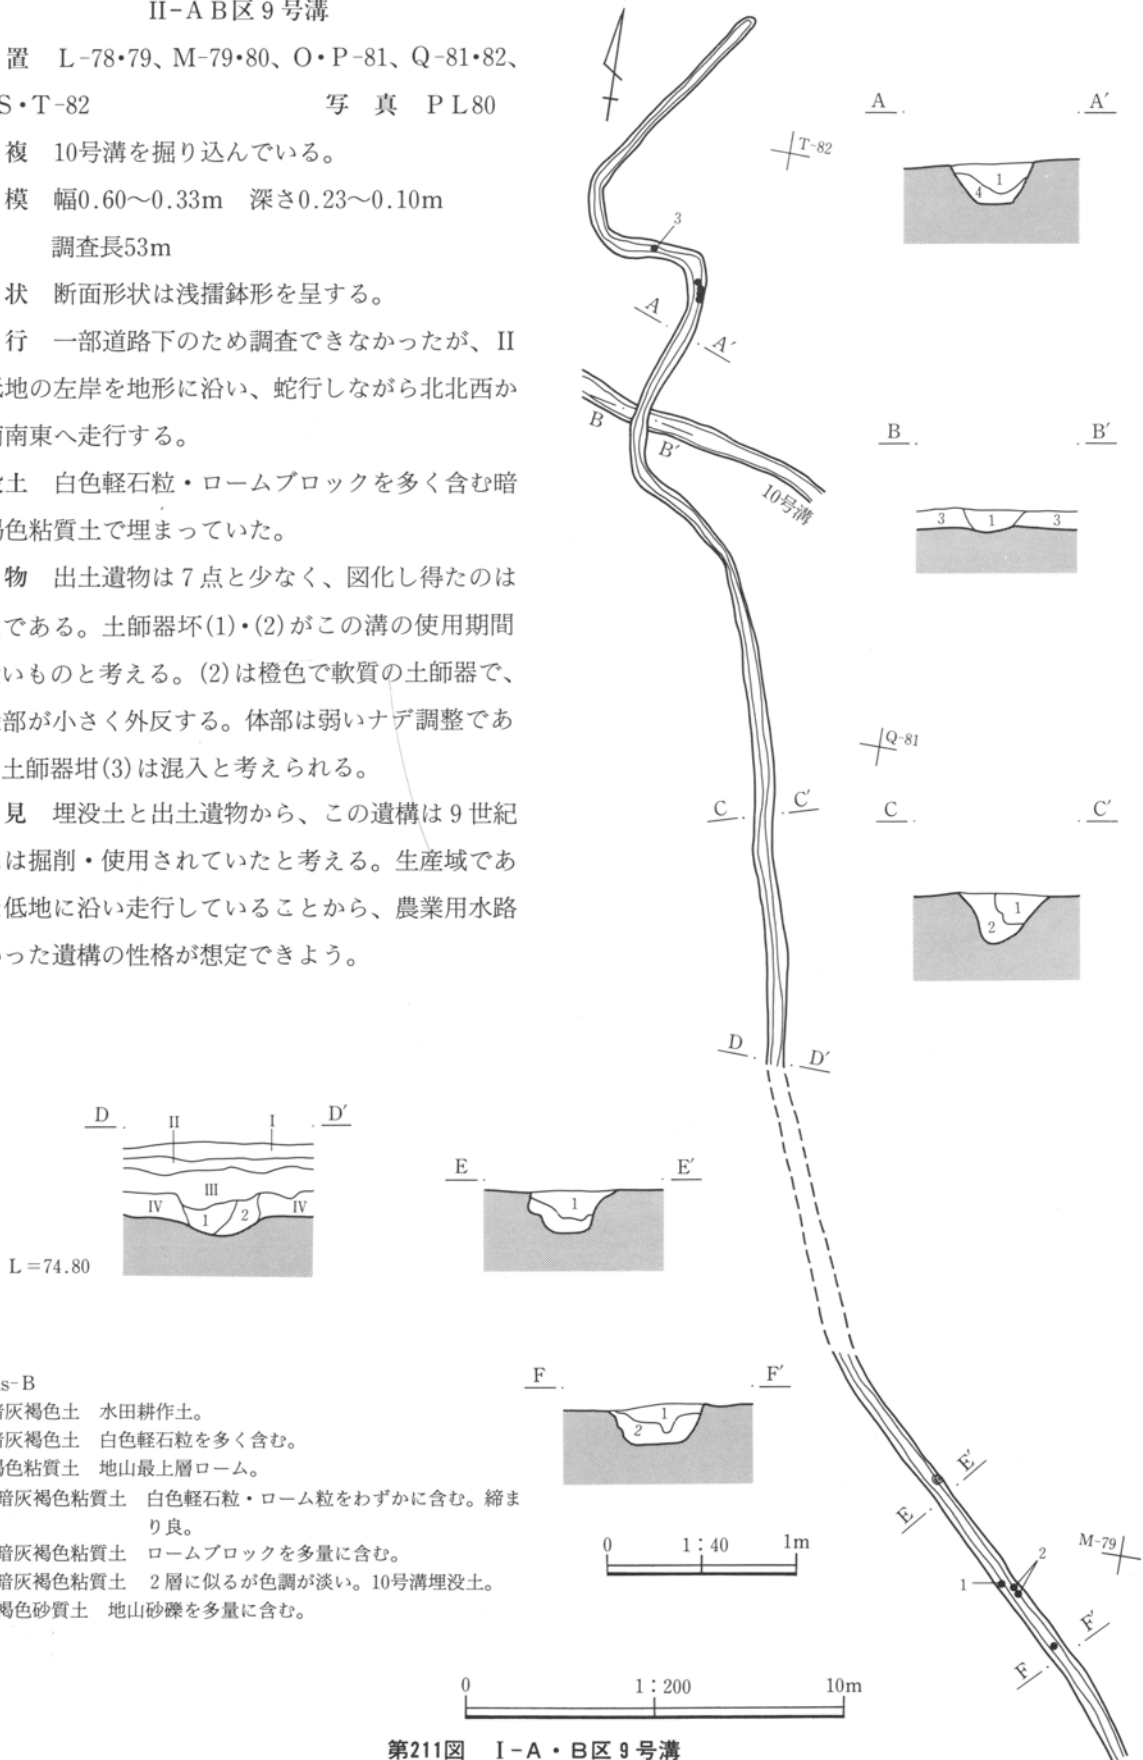 II-AB区9号溝
置　L-78・79、M-79・80、O・P-81、Q-81・82、
S・T-82　写　真　PL80
複　10号溝を掘り込んでいる。
模　幅0.60〜0.33m　深さ0.23〜0.10m
調査長53m
状　断面形状は浅擂鉢形を呈する。
行　一部道路下のため調査できなかったが、II
地の左岸を地形に沿い、蛇行しながら北北西か
南南東へ走行する。
土　白色軽石粒・ロームブロックを多く含む暗
褐色粘質土で埋まっていた。
物　出土遺物は7点と少なく、図化し得たのは
である。土師器坏(1)・(2)がこの溝の使用期間
いものと考える。(2)は橙色で軟質の土師器で、
部が小さく外反する。体部は弱いナデ調整であ
土師器坩(3)は混入と考えられる。
見　埋没土と出土遺物から、この遺構は9世紀
は掘削・使用されていたと考える。生産域であ
低地に沿い走行していることから、農業用水路
った遺構の性格が想定できよう。
T-82
3
A
A′
B
B′
10号溝
Q-81
C
C′
D
D′
E
E′
M-79
2
1
F
F′
A
A′
1
4
B
B′
3
1
3
C
C′
1
2
D
D′
II
I
III
IV
1
2
IV
L=74.80
E
E′
1
F
F′
1
2
s-B
暗灰褐色土　水田耕作土。
暗灰褐色土　白色軽石粒を多く含む。
褐色粘質土　地山最上層ローム。
暗灰褐色粘質土　白色軽石粒・ローム粒をわずかに含む。締ま
り良。
暗灰褐色粘質土　ロームブロックを多量に含む。
暗灰褐色粘質土　2層に似るが色調が淡い。10号溝埋没土。
褐色砂質土　地山砂礫を多量に含む。
0　1：40　1m
0　1：200　10m
第211図　I-A・B区9号溝